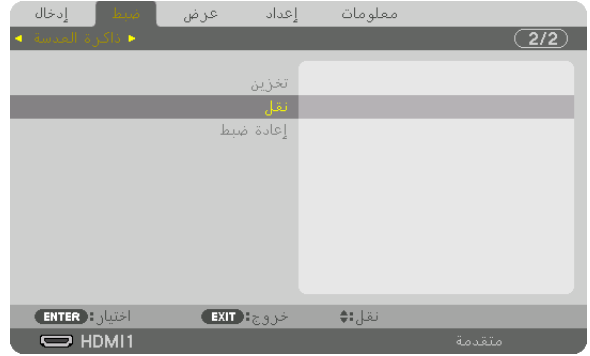 إدخال ضبط عرض إعداد معلومات
ذاكرة العدسة 2/2
تخزين
نقل
إعادة ضبط
ENTER: اختيار EXIT: خروج نقل:
HDMI1 متقدمة